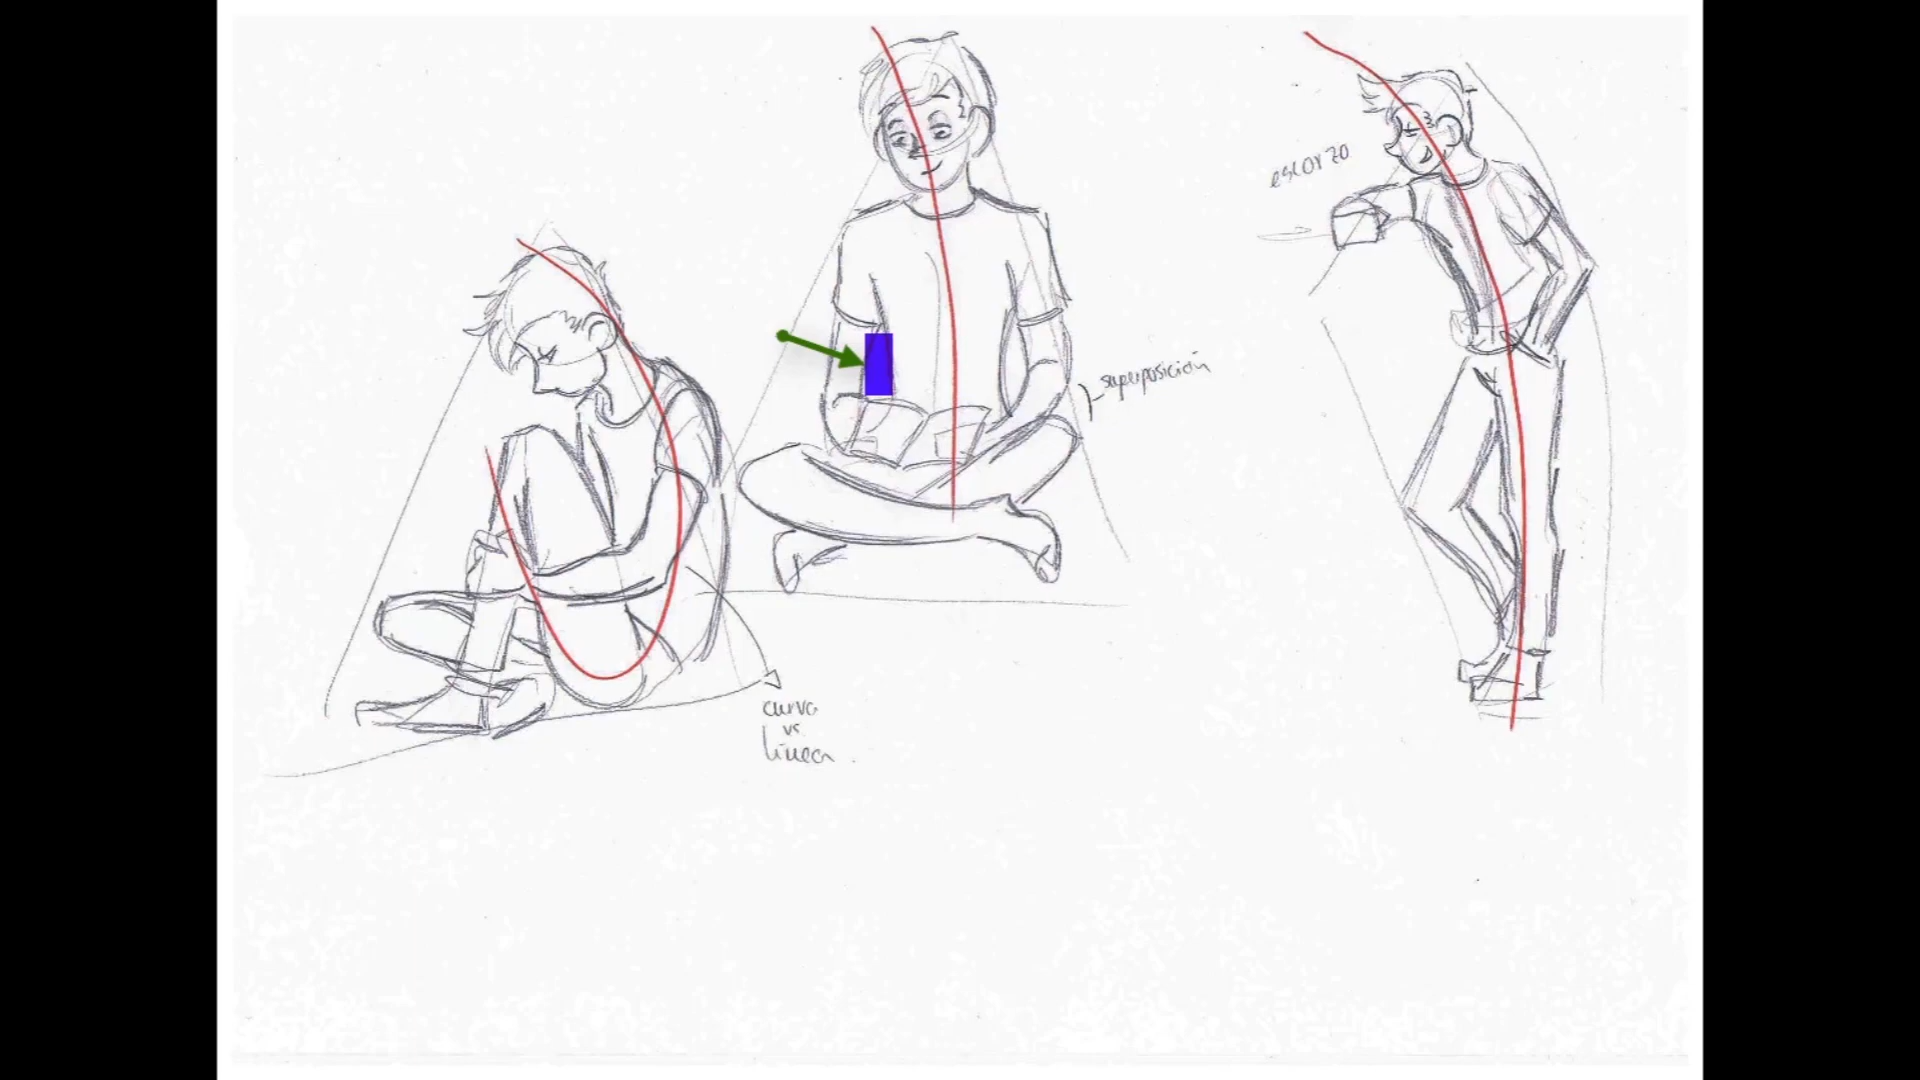 escorzo
superposición
curva
vs.
línea.